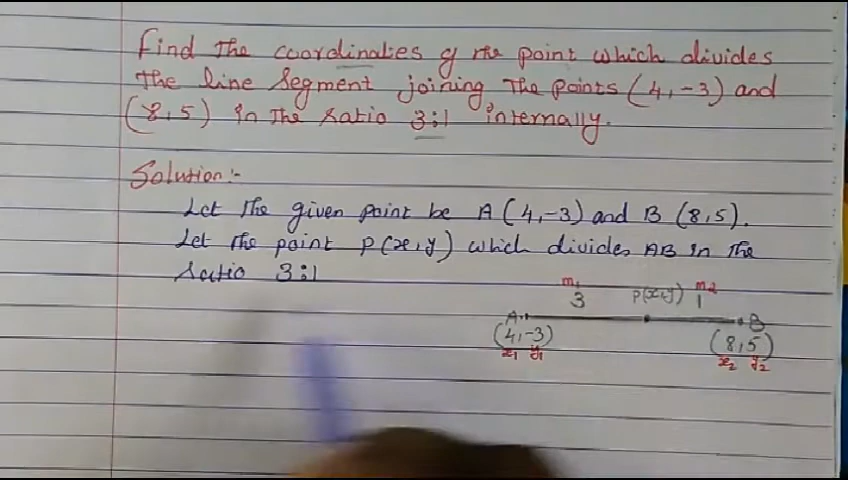 Find The coordinates of the point which divides
The line segment joining The points (4,-3) and
(8,5) in The ratio 3:1 internally.
Solution:-
Let The given point be A (4,-3) and B (8,5).
Let The point P(x,y) which divides AB in The
ratio 3:1
m1 P(x,y) m2
3 1
A B
(4,-3) (8,5)
x1 y1 x2 y2